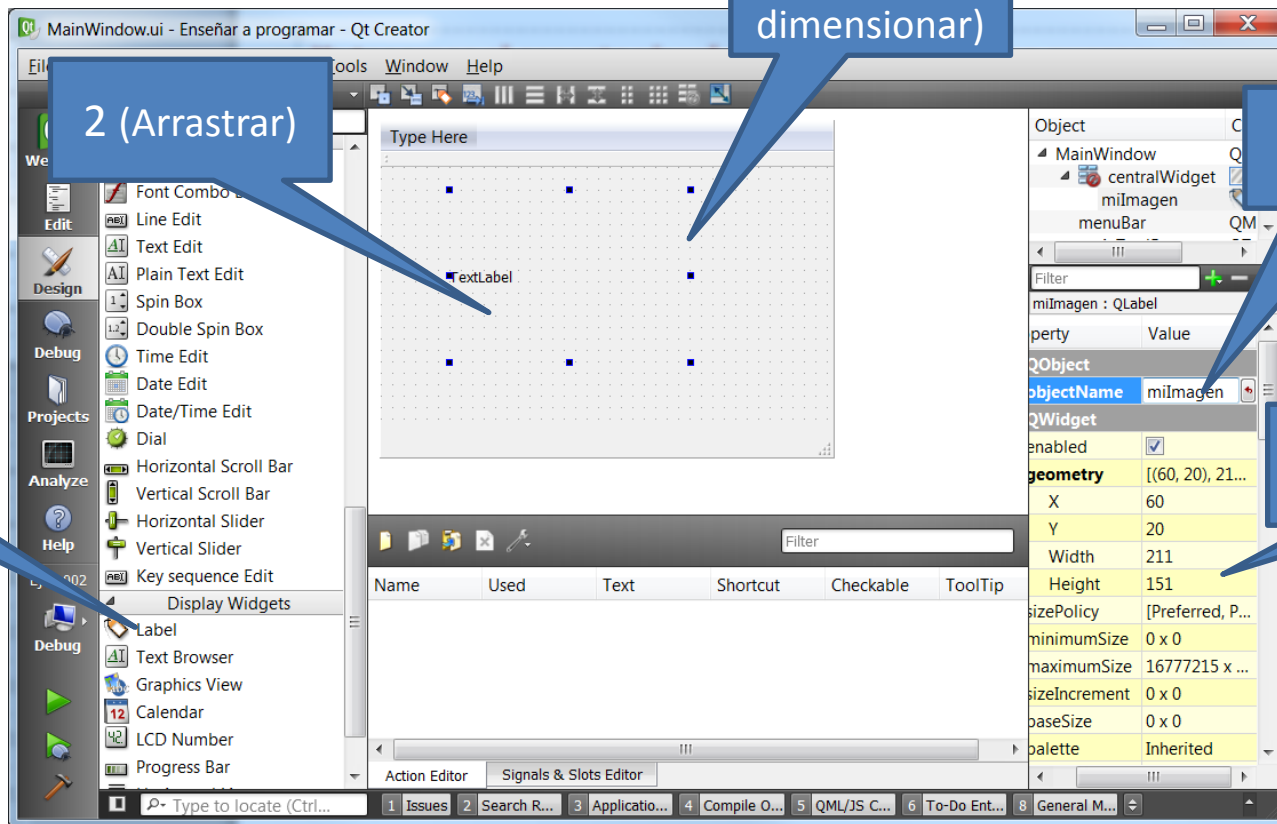 dimensionar)
MainWindow.ui - Enseñar a programar - Qt Creator
ools Window Help
2 (Arrastrar)
Type Here
TextLabel
Edit
Design
Debug
Projects
Analyze
Help
Debug
Font Combo
Line Edit
Text Edit
Plain Text Edit
Spin Box
Double Spin Box
Time Edit
Date Edit
Date/Time Edit
Dial
Horizontal Scroll Bar
Vertical Scroll Bar
Horizontal Slider
Vertical Slider
Key sequence Edit
Display Widgets
Label
Text Browser
Graphics View
Calendar
LCD Number
Progress Bar
Object C
MainWindow Q
centralWidget
miImagen
menuBar QM
Filter
miImagen : QLabel
perty Value
QObject
objectName miImagen
QWidget
enabled
geometry [(60, 20), 21...
X 60
Y 20
Width 211
Height 151
sizePolicy [Preferred, P...
minimumSize 0 x 0
maximumSize 16777215 x ...
sizeIncrement 0 x 0
baseSize 0 x 0
palette Inherited
Filter
Name Used Text Shortcut Checkable ToolTip
Action Editor Signals & Slots Editor
Type to locate (Ctrl...
1 Issues 2 Search R... 3 Applicatio... 4 Compile O... 5 QML/JS C... 6 To-Do Ent... 8 General M...